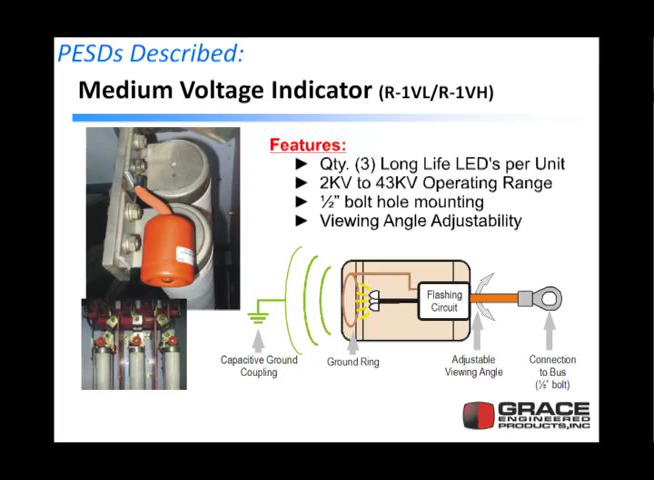 PESDs Described:
Medium Voltage Indicator (R-1VL/R-1VH)
Features:
► Qty. (3) Long Life LED's per Unit
► 2KV to 43KV Operating Range
► ½" bolt hole mounting
► Viewing Angle Adjustability
Flashing
Circuit
Capacitive Ground
Coupling
Ground Ring
Adjustable
Viewing Angle
Connection
to Bus
(½" bolt)
GRACE
ENGINEERED
PRODUCTS, INC